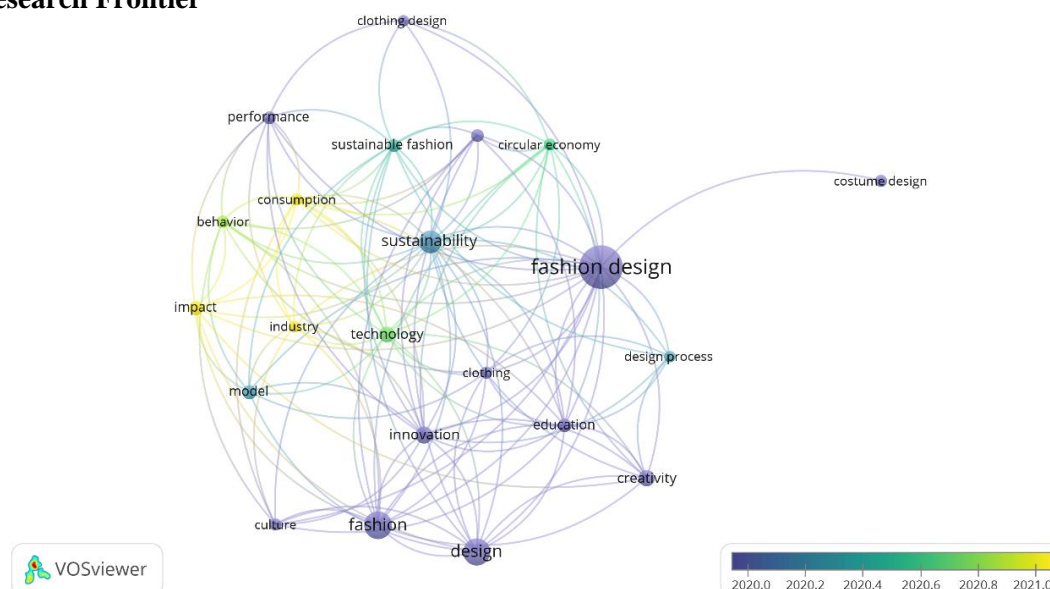 esearch Frontier
clothing design
performance
sustainable fashion
circular economy
costume design
consumption
behavior
sustainability
fashion design
impact
industry
technology
design process
clothing
model
education
innovation
creativity
culture
fashion
design
VOSviewer
2020.0 2020.2 2020.4 2020.6 2020.8 2021.0